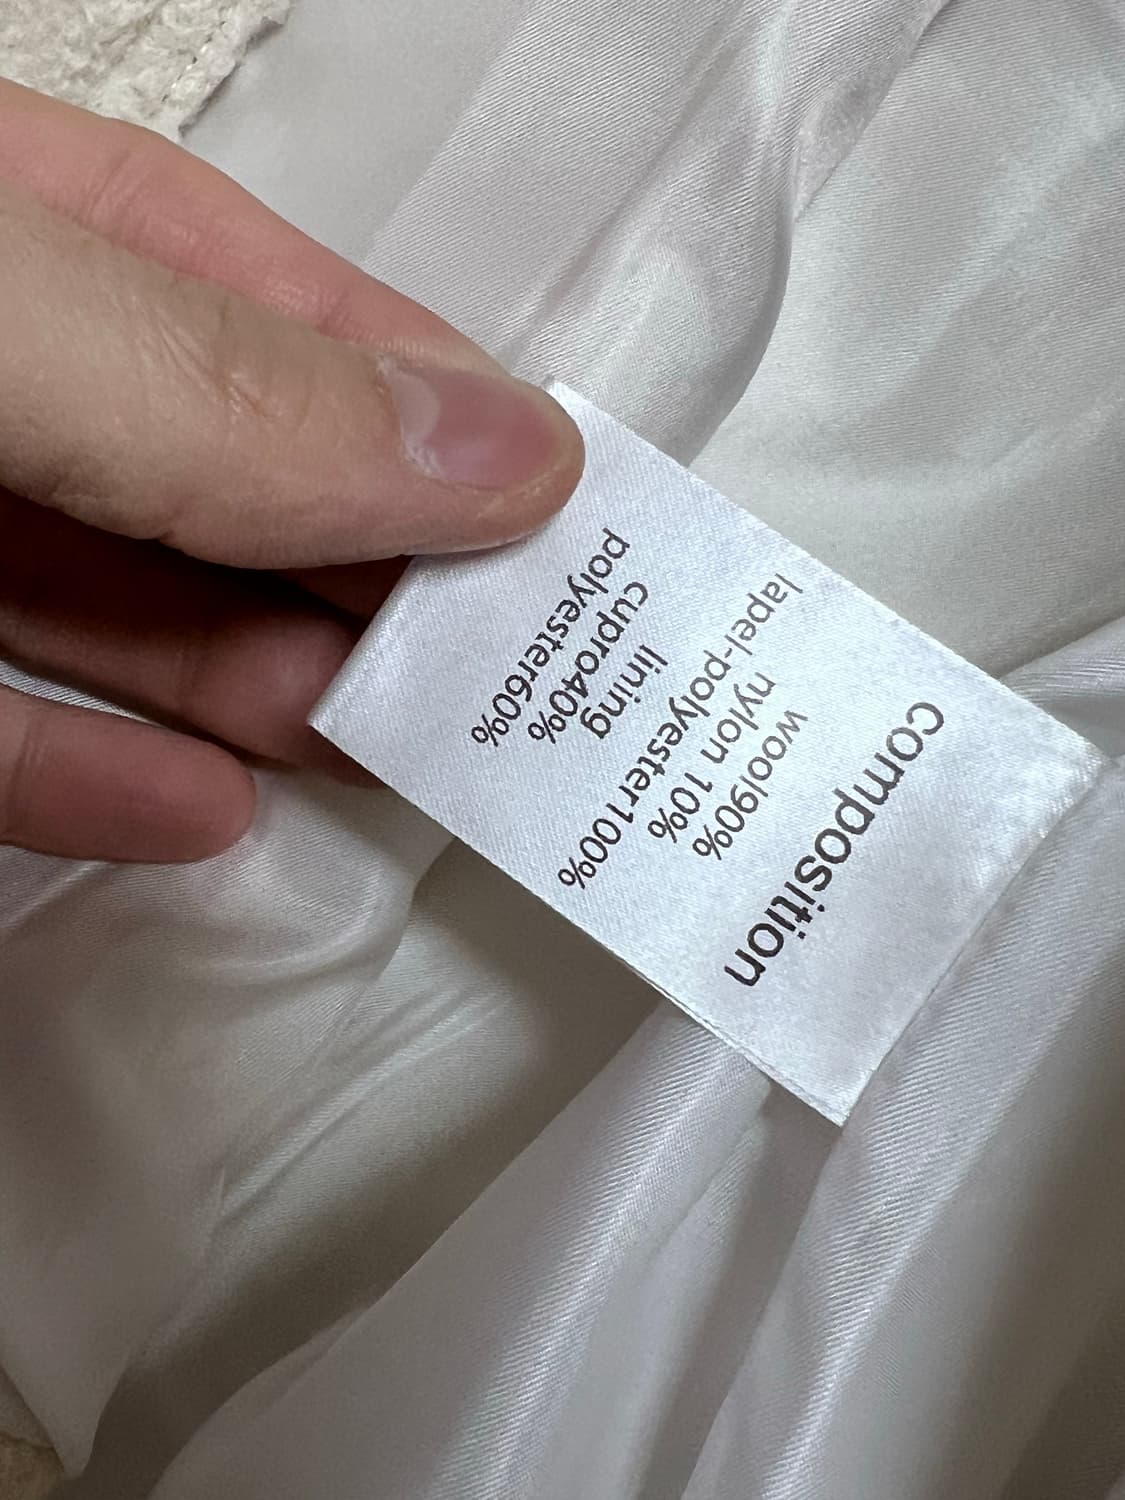 composition
wool90%
nylon 10%
lapel-polyester100%
lining
cupro40%
polyester60%